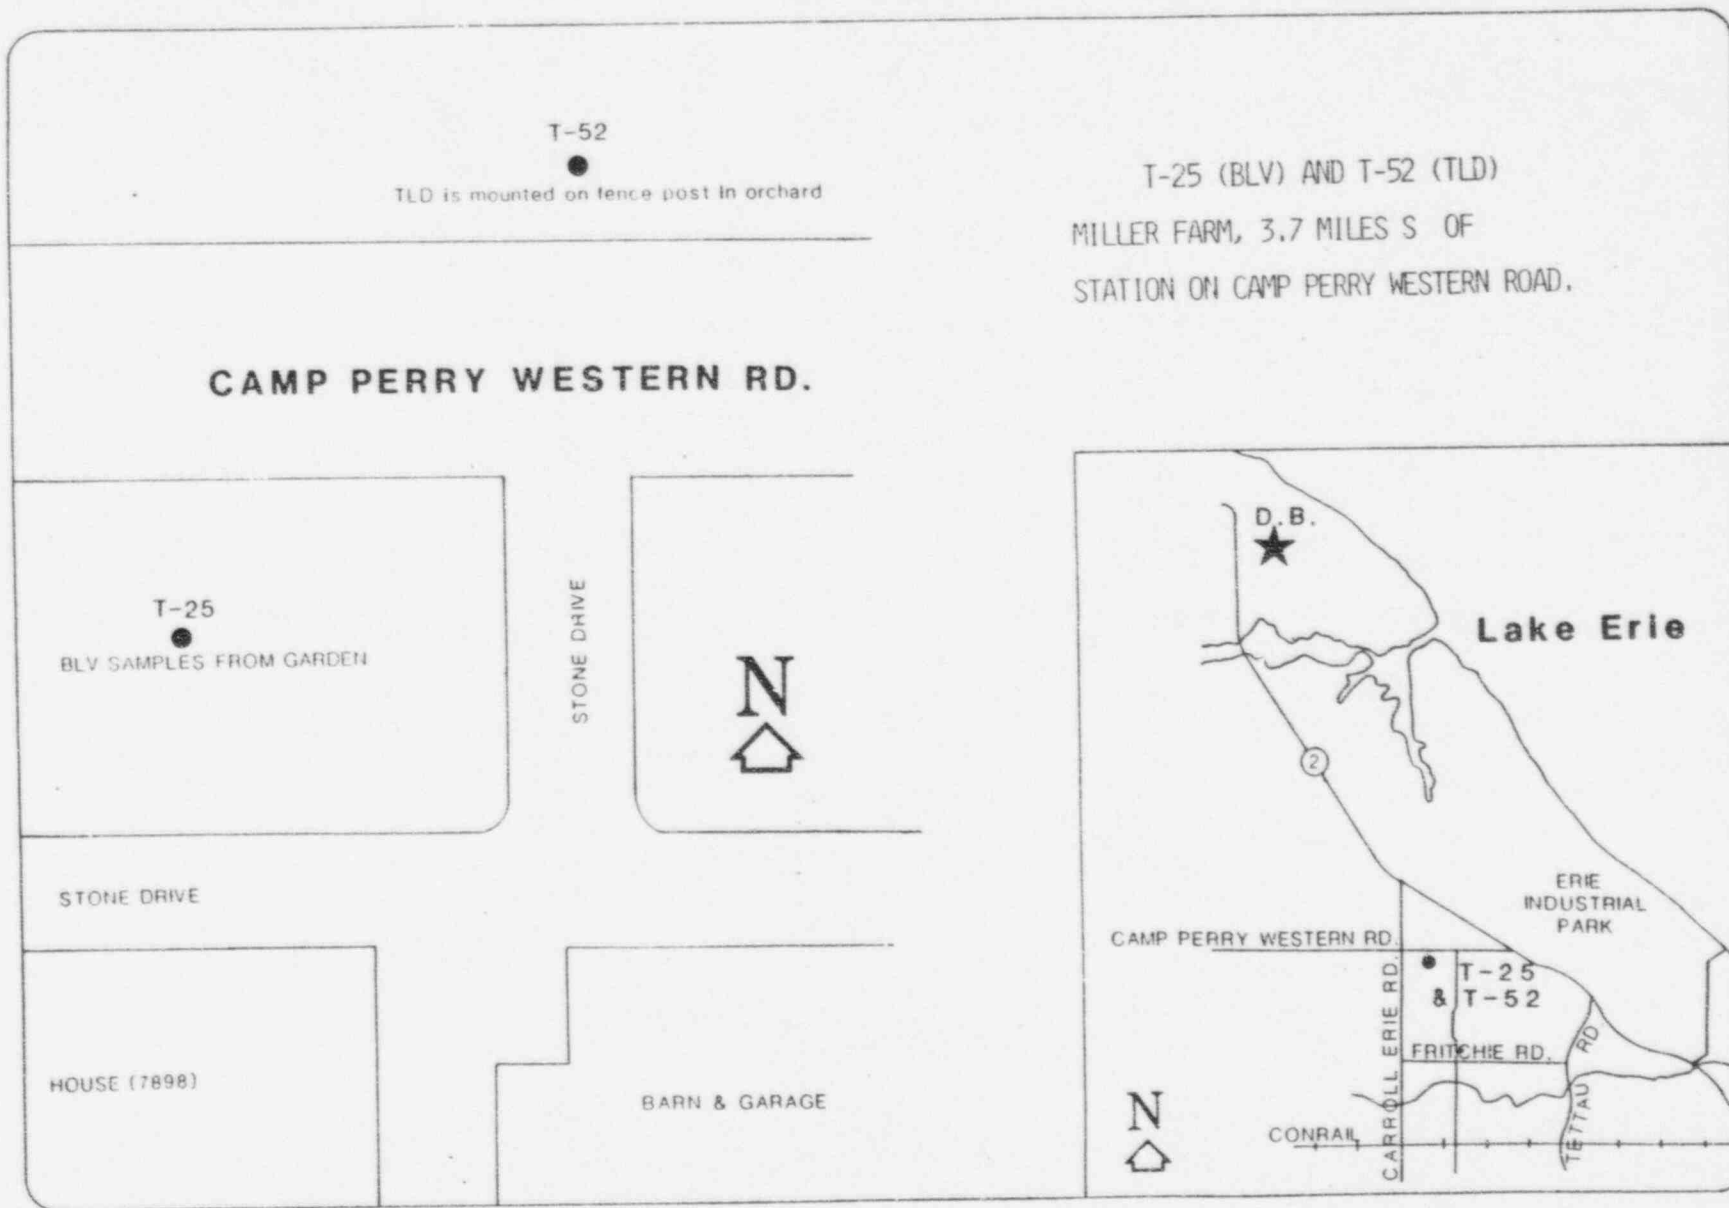 T-52
TLD is mounted on fence post in orchard
T-25 (BLV) AND T-52 (TLD)
MILLER FARM, 3.7 MILES S OF
STATION ON CAMP PERRY WESTERN ROAD.
CAMP PERRY WESTERN RD.
T-25
BLV SAMPLES FROM GARDEN
STONE DRIVE
N
STONE DRIVE
HOUSE (7898)
BARN & GARAGE
D.B.
Lake Erie
2
ERIE
INDUSTRIAL
PARK
CAMP PERRY WESTERN RD.
T-25
& T-52
CARROLL ERIE RD.
FRITCHIE RD.
TETTAU RD
N
CONRAIL